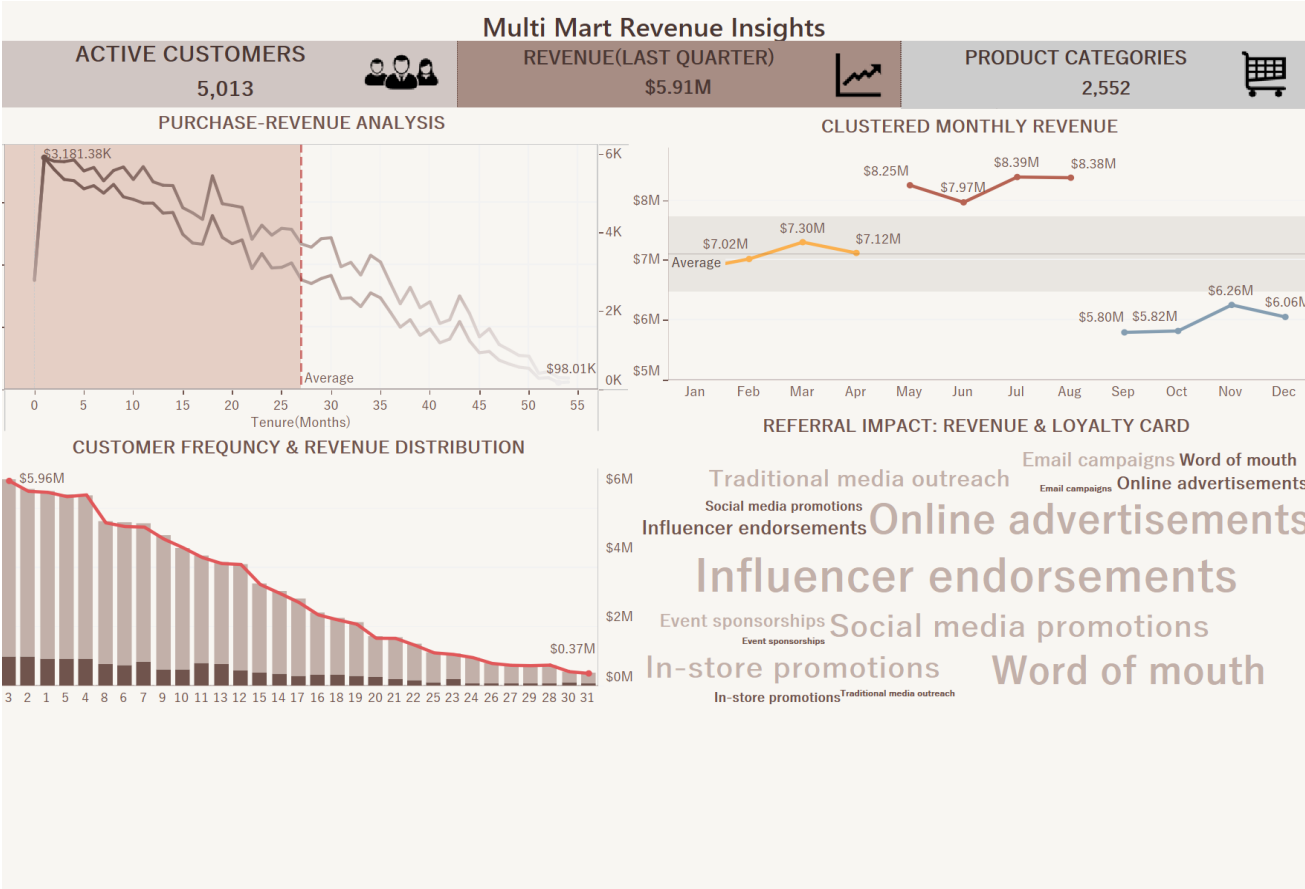 Multi Mart Revenue Insights
ACTIVE CUSTOMERS
5,013
REVENUE(LAST QUARTER)
$5.91M
PRODUCT CATEGORIES
2,552
PURCHASE-REVENUE ANALYSIS
$3,181.38K
6K
4K
2K
0K
$98.01K
Average
0 5 10 15 20 25 30 35 40 45 50 55
Tenure(Months)
CLUSTERED MONTHLY REVENUE
$8.25M $7.97M $8.39M $8.38M
$8M
$7.02M $7.30M $7.12M
$7M
Average
$6.26M
$6.06M
$6M
$5.80M $5.82M
$5M
Jan Feb Mar Apr May Jun Jul Aug Sep Oct Nov Dec
CUSTOMER FREQUNCY & REVENUE DISTRIBUTION
$5.96M
$6M
$4M
$2M
$0.37M
$0M
3 2 1 5 4 8 6 7 9 10 11 13 12 15 14 17 16 18 19 20 21 22 25 23 24 26 27 29 28 30 31
REFERRAL IMPACT: REVENUE & LOYALTY CARD
Email campaigns Word of mouth
Traditional media outreach
Email campaigns Online advertisements
Social media promotions
Influencer endorsements Online advertisements
Influencer endorsements
Event sponsorships Social media promotions
Event sponsorships
In-store promotions Word of mouth
In-store promotions Traditional media outreach